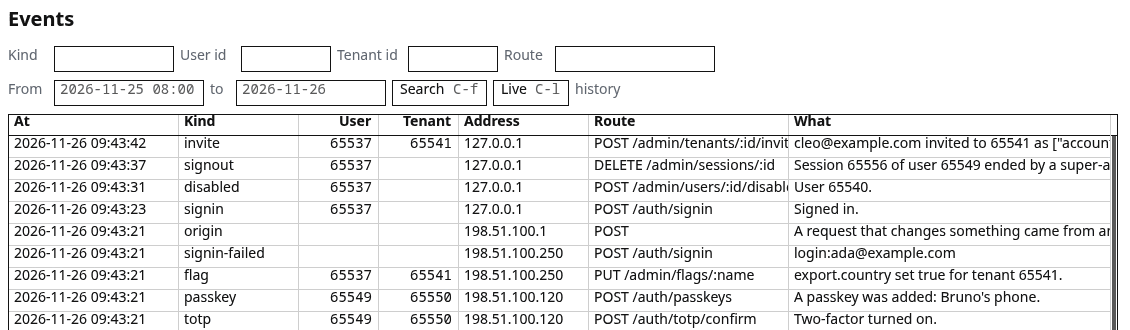 Events
Kind User id Tenant id Route
From 2026-11-25 08:00 to 2026-11-26 Search C-f Live C-l history
At Kind User Tenant Address Route What
2026-11-26 09:43:42 invite 65537 65541 127.0.0.1 POST /admin/tenants/:id/invit cleo@example.com invited to 65541 as ["accoun
2026-11-26 09:43:37 signout 65537 127.0.0.1 DELETE /admin/sessions/:id Session 65556 of user 65549 ended by a super-a
2026-11-26 09:43:31 disabled 65537 127.0.0.1 POST /admin/users/:id/disabl User 65540.
2026-11-26 09:43:23 signin 65537 127.0.0.1 POST /auth/signin Signed in.
2026-11-26 09:43:21 origin 198.51.100.1 POST A request that changes something came from an
2026-11-26 09:43:21 signin-failed 198.51.100.250 POST /auth/signin login:ada@example.com
2026-11-26 09:43:21 flag 65537 65541 198.51.100.250 PUT /admin/flags/:name export.country set true for tenant 65541.
2026-11-26 09:43:21 passkey 65549 65550 198.51.100.120 POST /auth/passkeys A passkey was added: Bruno's phone.
2026-11-26 09:43:21 totp 65549 65550 198.51.100.120 POST /auth/totp/confirm Two-factor turned on.